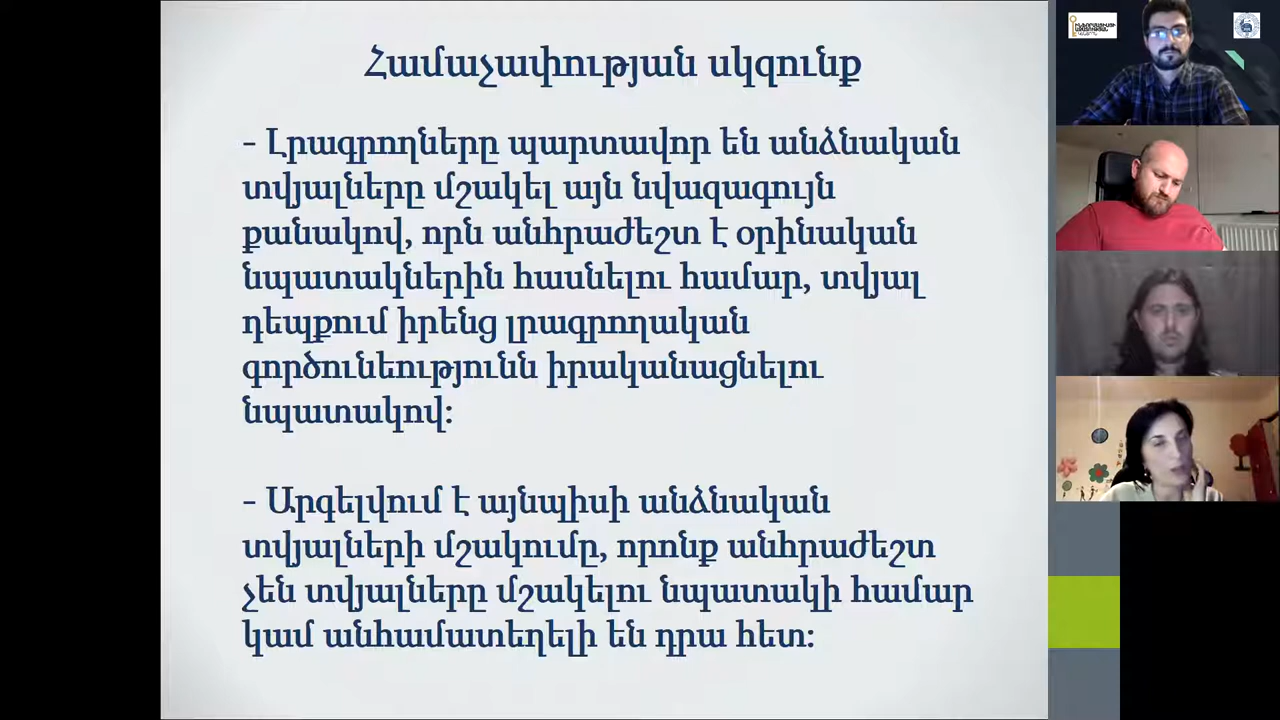 Համաչափության սկզունք
- Լրագրողները պարտավոր են անձնական
տվյալները մշակել այն նվազագույն
քանակով, որն անհրաժեշտ է օրինական
նպատակներին հասնելու համար, տվյալ
դեպքում իրենց լրագրողական
գործունեությունն իրականացնելու
նպատակով:
- Արգելվում է այնպիսի անձնական
տվյալների մշակումը, որոնք անհրաժեշտ
չեն տվյալները մշակելու նպատակի համար
կամ անհամատեղելի են դրա հետ: